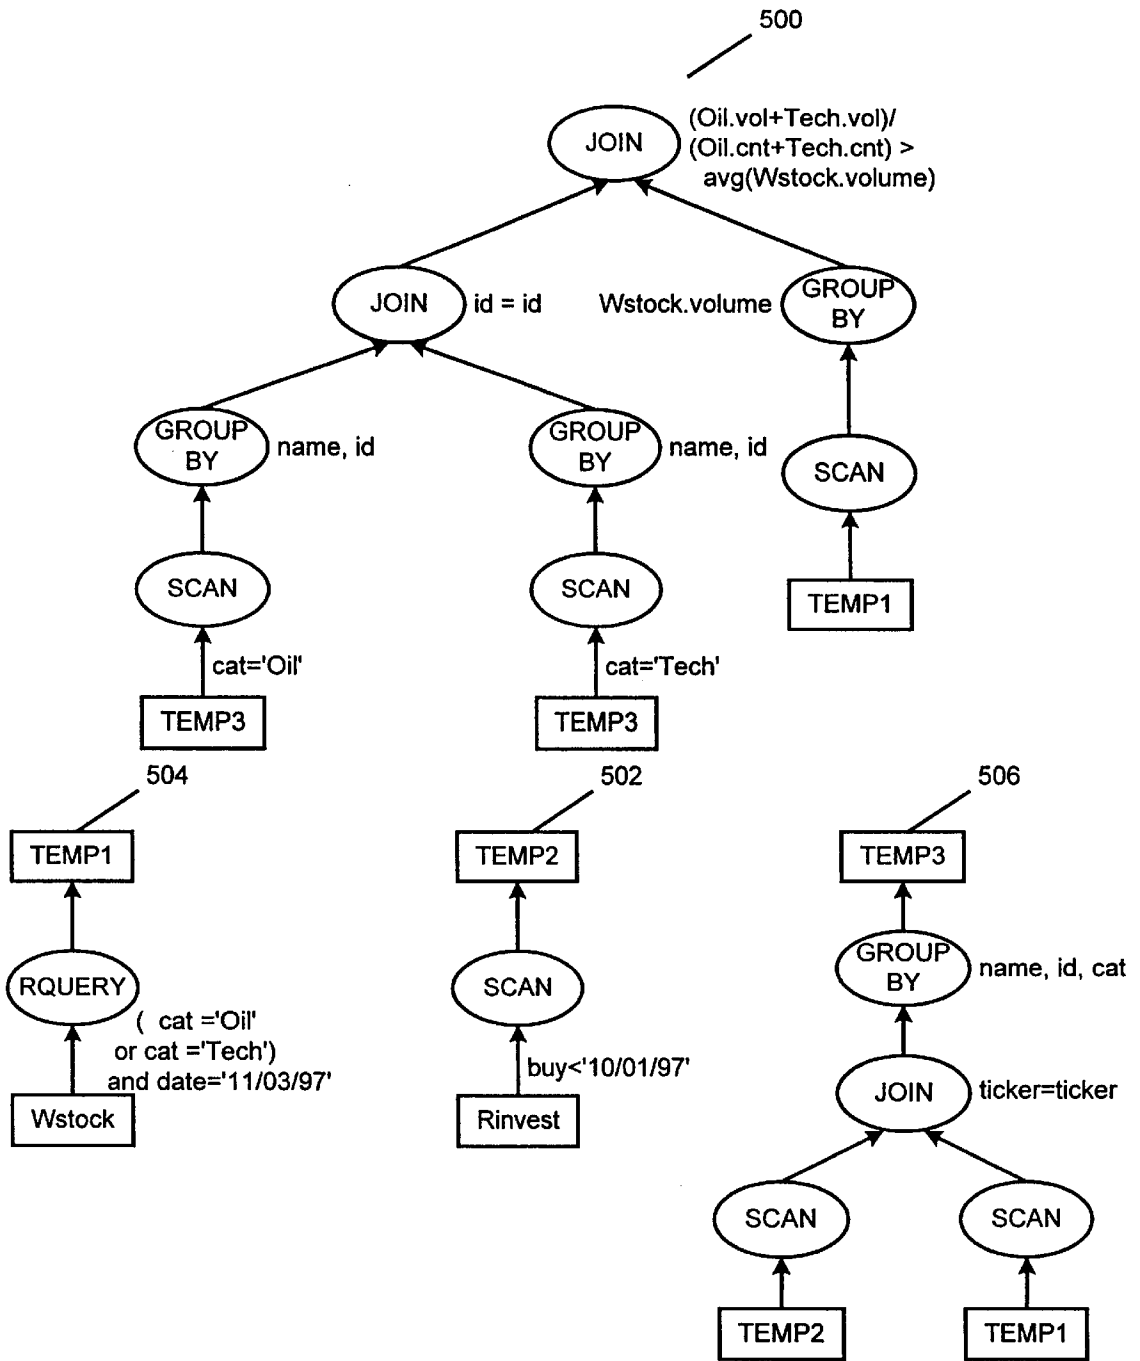 500
JOIN
(Oil.vol+Tech.vol)/
(Oil.cnt+Tech.cnt) >
avg(Wstock.volume)
JOIN
id = id
Wstock.volume
GROUP
BY
GROUP
BY
name, id
GROUP
BY
name, id
SCAN
SCAN
SCAN
TEMP1
cat='Oil'
cat='Tech'
TEMP3
TEMP3
504
TEMP1
RQUERY
( cat ='Oil'
or cat ='Tech')
and date='11/03/97'
Wstock
502
TEMP2
SCAN
buy<'10/01/97'
Rinvest
506
TEMP3
GROUP
BY
name, id, cat
JOIN
ticker=ticker
SCAN
SCAN
TEMP2
TEMP1